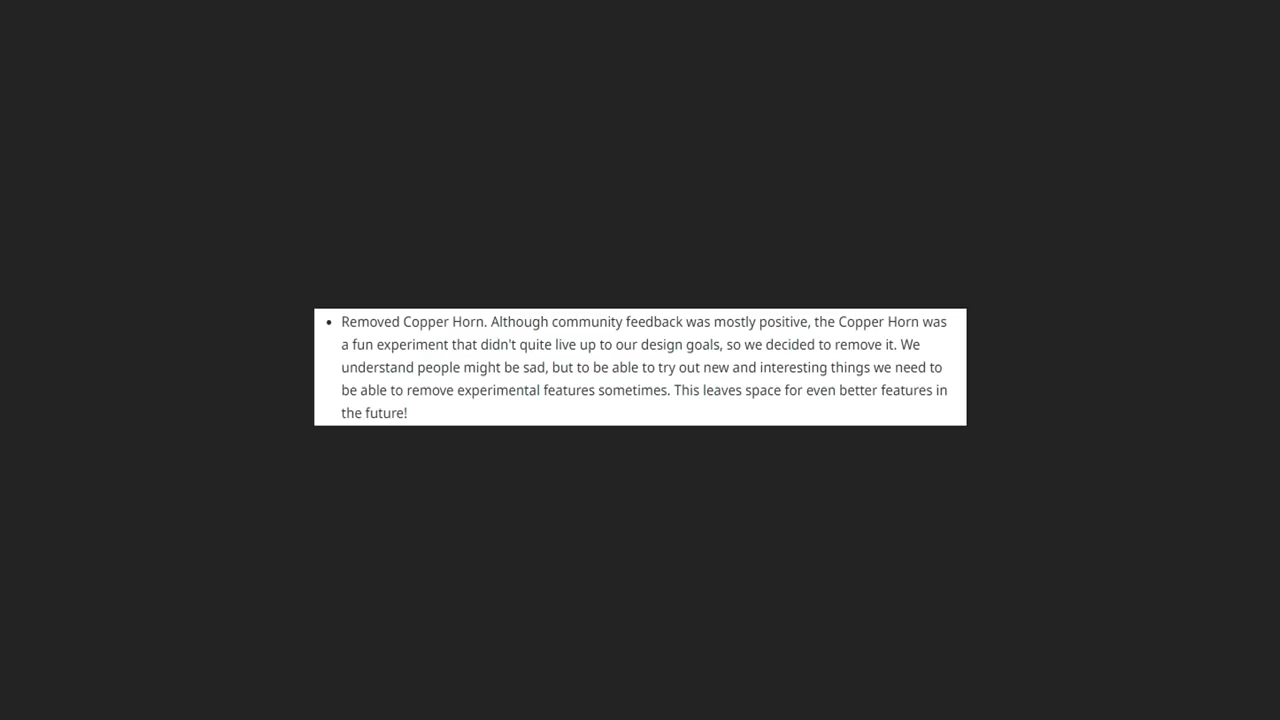 • Removed Copper Horn. Although community feedback was mostly positive, the Copper Horn was
a fun experiment that didn't quite live up to our design goals, so we decided to remove it. We
understand people might be sad, but to be able to try out new and interesting things we need to
be able to remove experimental features sometimes. This leaves space for even better features in
the future!